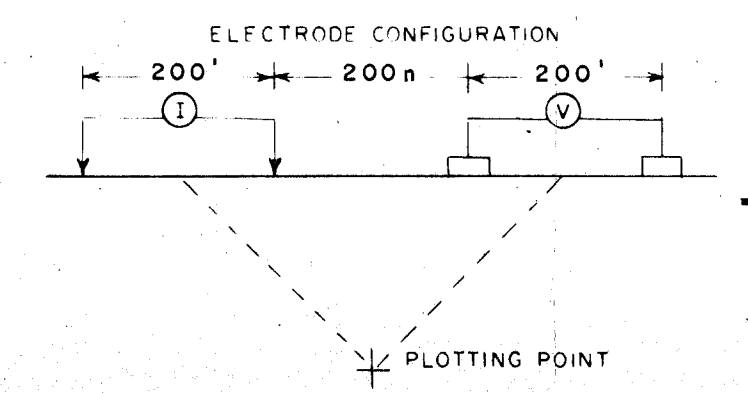 ELECTRODE CONFIGURATION
200' 200n 200'
I V
PLOTTING POINT